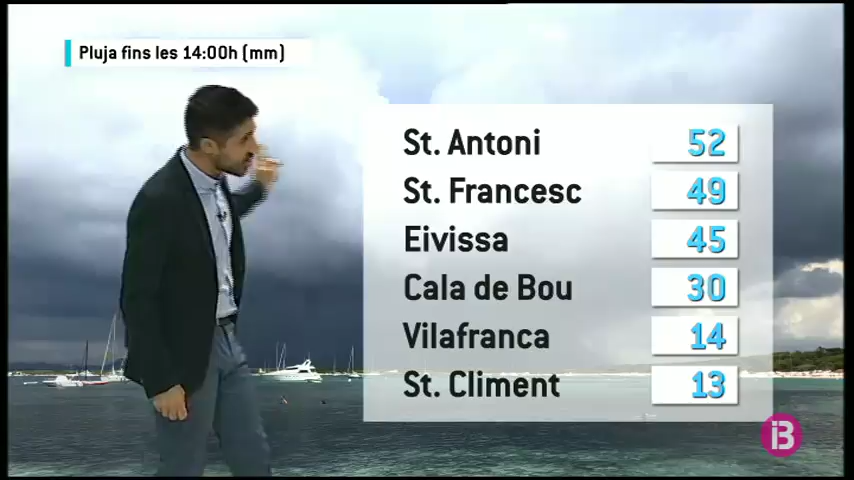 Pluja fins les 14:00h (mm)
St. Antoni 52
St. Francesc 49
Eivissa 45
Cala de Bou 30
Vilafranca 14
St. Climent 13
iB